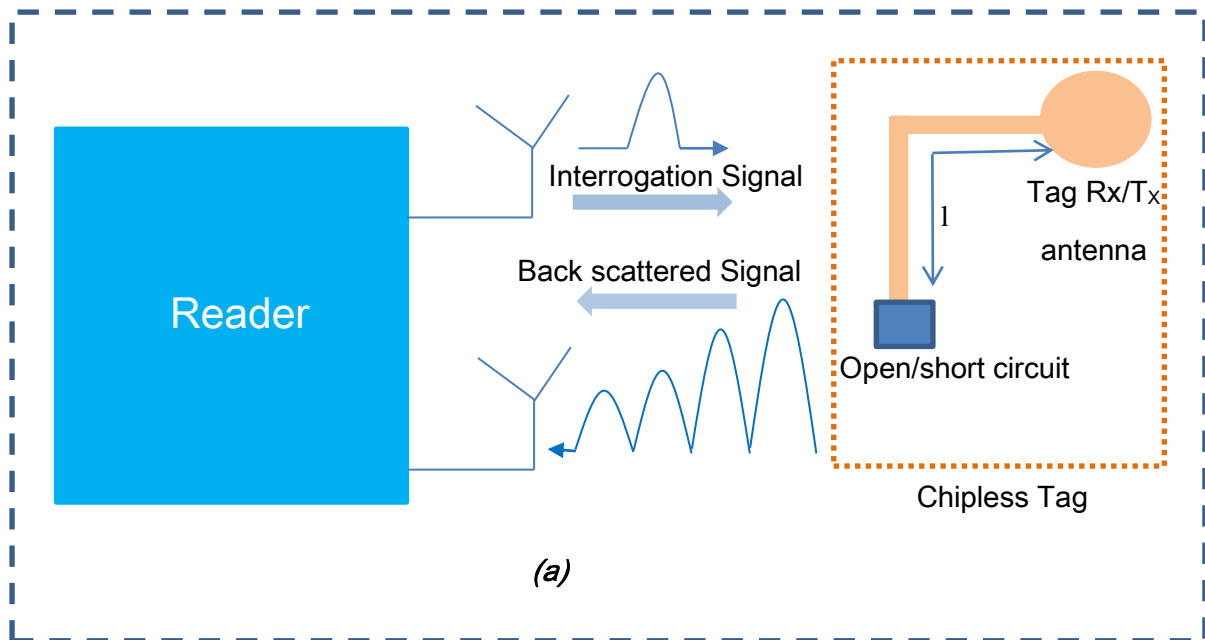 Reader
Interrogation Signal
Back scattered Signal
Tag Rx/TX
antenna
l
Open/short circuit
Chipless Tag
(a)